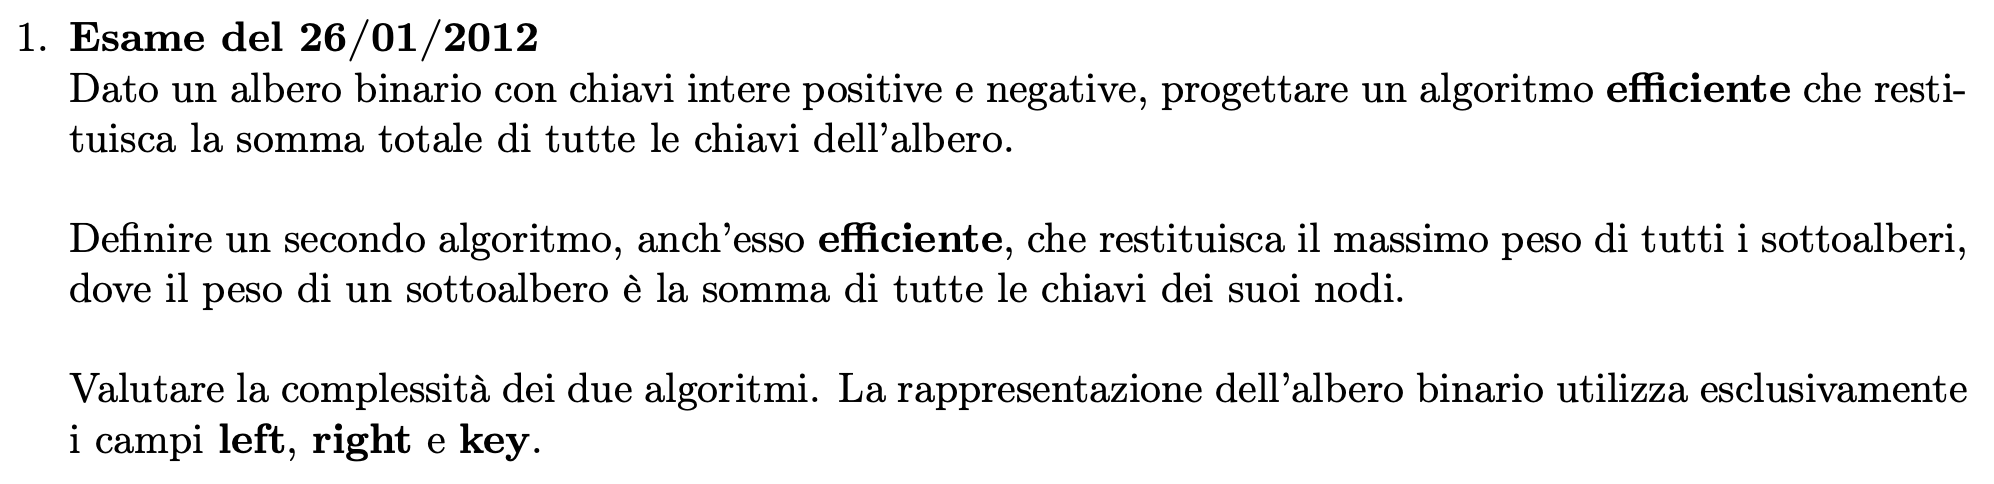 1. Esame del 26/01/2012
Dato un albero binario con chiavi intere positive e negative, progettare un algoritmo efficiente che resti-
tuisca la somma totale di tutte le chiavi dell'albero.
Definire un secondo algoritmo, anch'esso efficiente, che restituisca il massimo peso di tutti i sottoalberi,
dove il peso di un sottoalbero è la somma di tutte le chiavi dei suoi nodi.
Valutare la complessità dei due algoritmi. La rappresentazione dell'albero binario utilizza esclusivamente
i campi left, right e key.